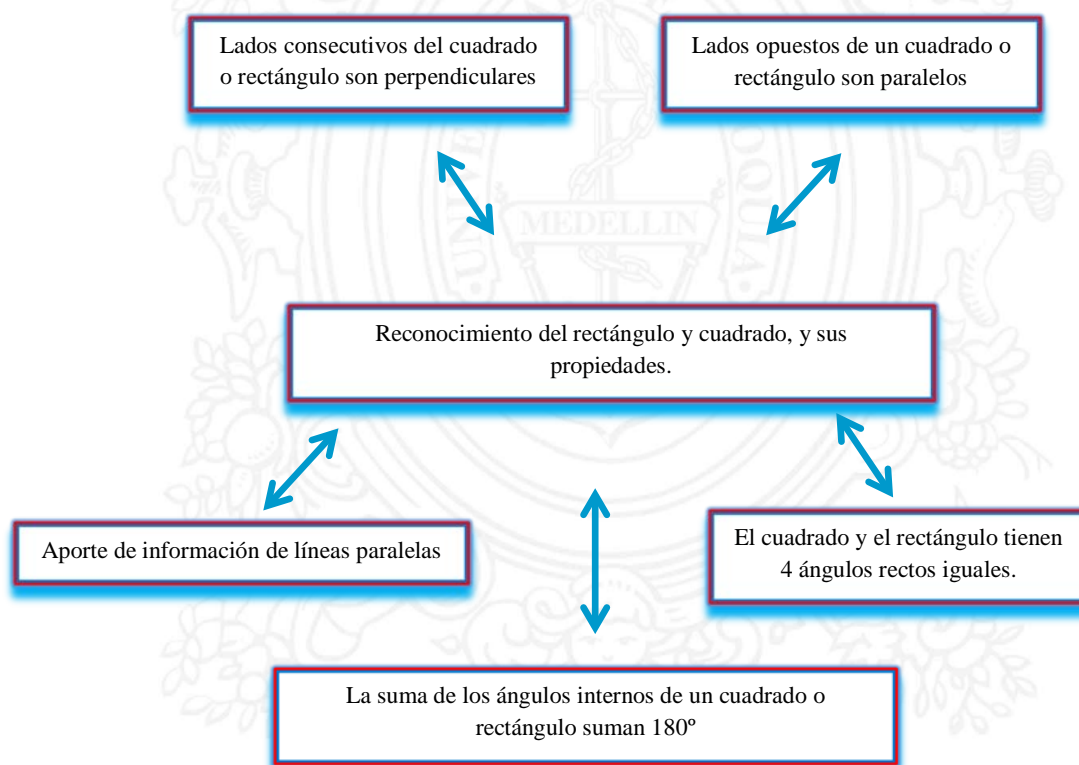 Lados consecutivos del cuadrado
o rectángulo son perpendiculares
Lados opuestos de un cuadrado o
rectángulo son paralelos
MEDELLIN
Reconocimiento del rectángulo y cuadrado, y sus
propiedades.
Aporte de información de líneas paralelas
El cuadrado y el rectángulo tienen
4 ángulos rectos iguales.
La suma de los ángulos internos de un cuadrado o
rectángulo suman 180º